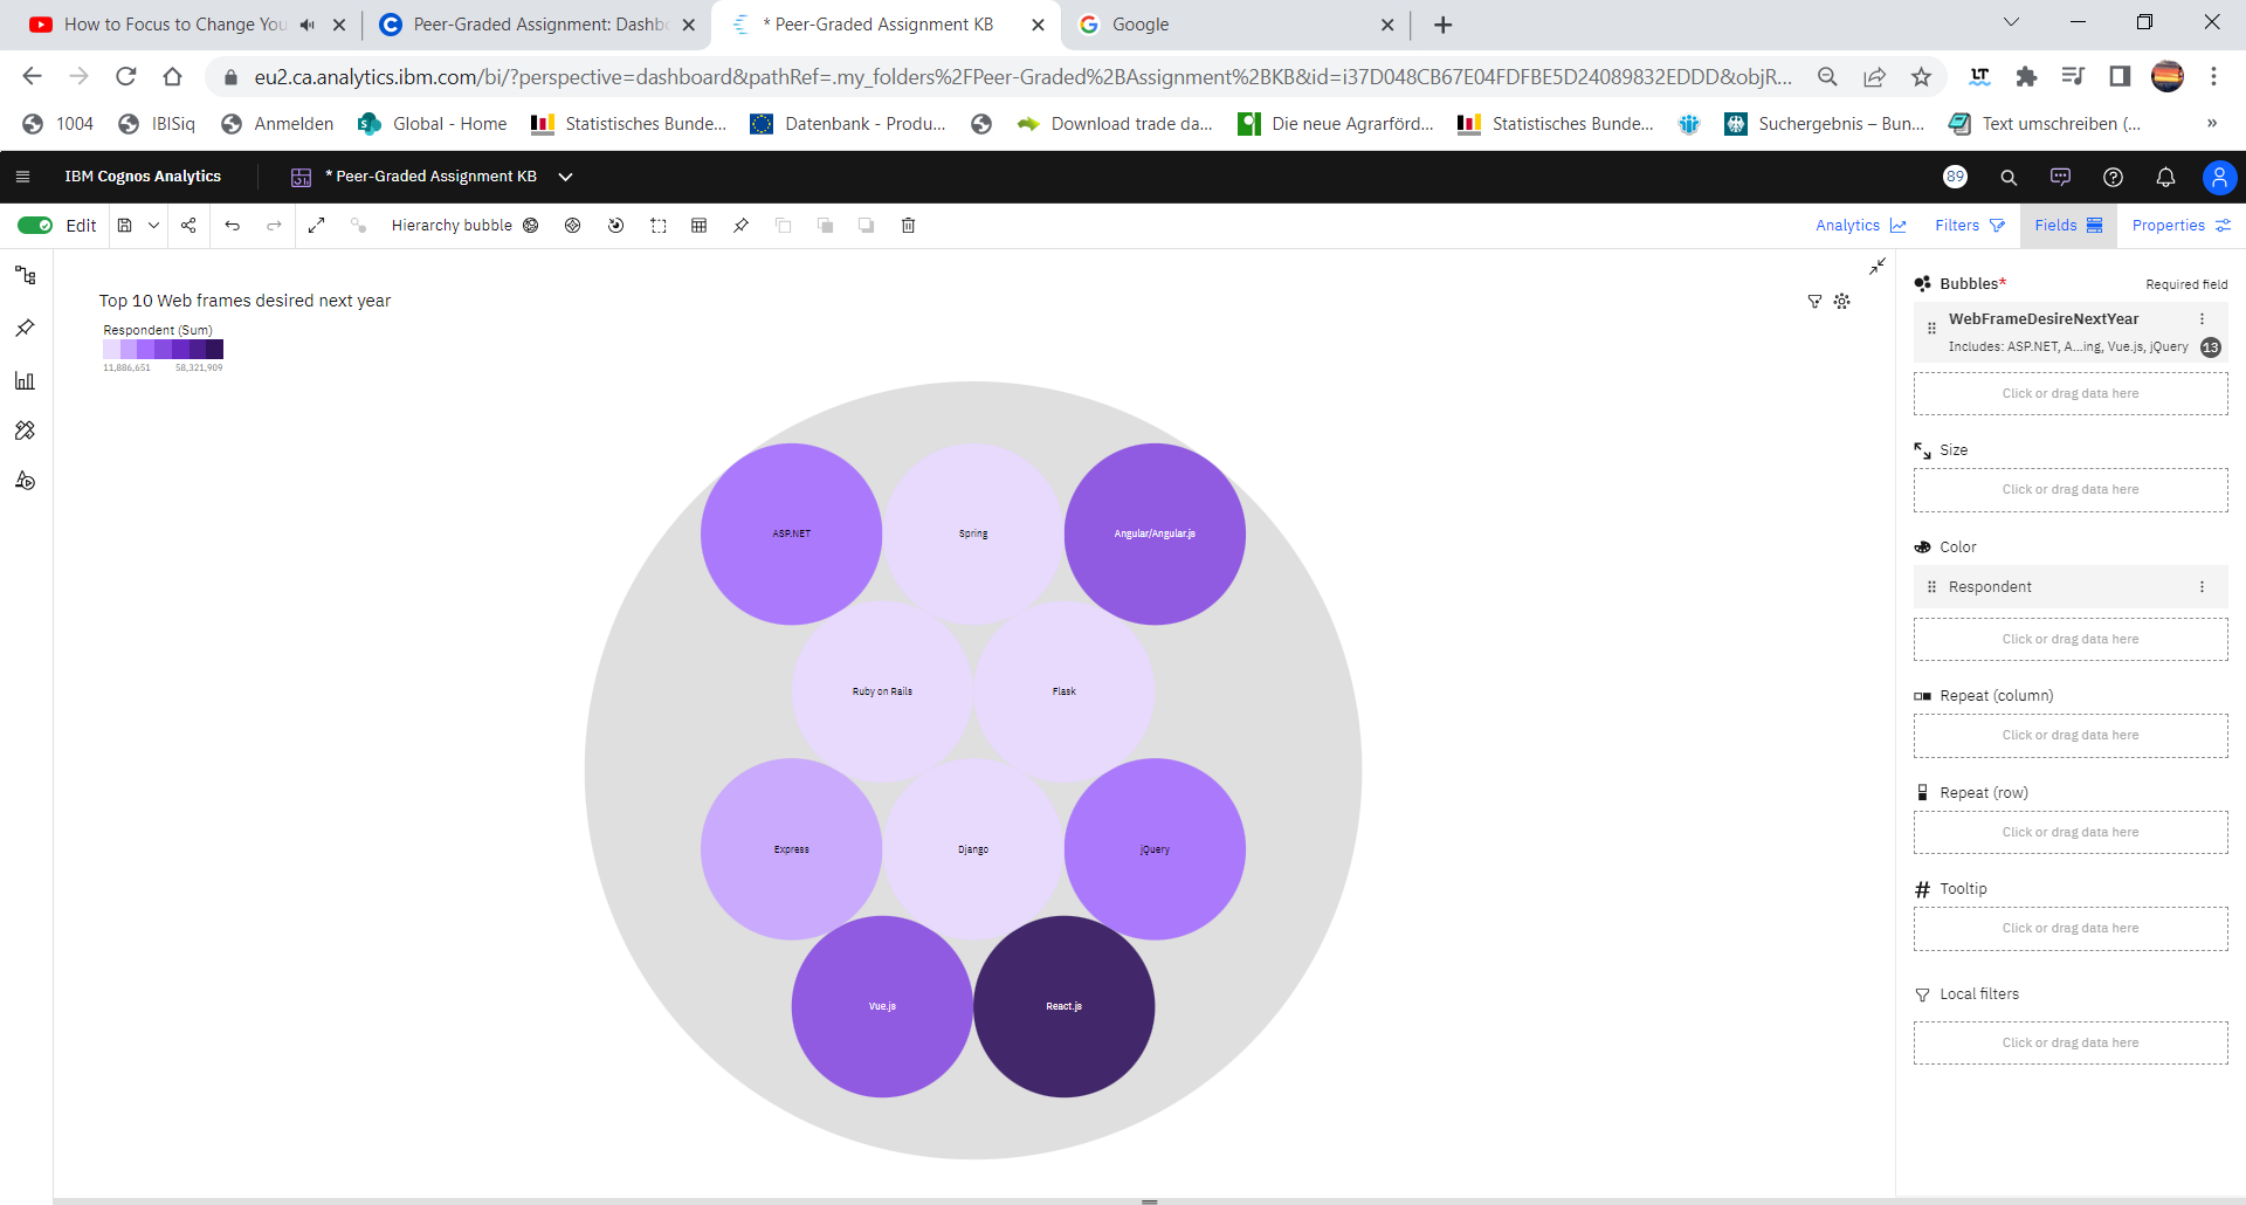 How to Focus to Change You
Peer-Graded Assignment: Dashbo
* Peer-Graded Assignment KB
Google
eu2.ca.analytics.ibm.com/bi/?perspective=dashboard&pathRef=.my_folders%2FPeer-Graded%2BAssignment%2BKB&id=i37D048CB67E04FDFBE5D24089832EDDD&objR...
1004
IBISiq
Anmelden
Global - Home
Statistisches Bunde...
Datenbank - Produ...
Download trade da...
Die neue Agrarförd...
Statistisches Bunde...
Suchergebnis – Bun...
Text umschreiben (...
»
IBM Cognos Analytics
* Peer-Graded Assignment KB
89
Edit
Hierarchy bubble
Analytics
Filters
Fields
Properties
Top 10 Web frames desired next year
Respondent (Sum)
11,886,651 58,321,909
ASP.NET
Spring
Angular/Angular.js
Ruby on Rails
Flask
Express
Django
jQuery
Vue.js
React.js
Bubbles*
Required field
WebFrameDesireNextYear
Includes: ASP.NET, A...ing, Vue.js, jQuery
13
Click or drag data here
Size
Click or drag data here
Color
Respondent
Click or drag data here
Repeat (column)
Click or drag data here
Repeat (row)
Click or drag data here
Tooltip
Click or drag data here
Local filters
Click or drag data here